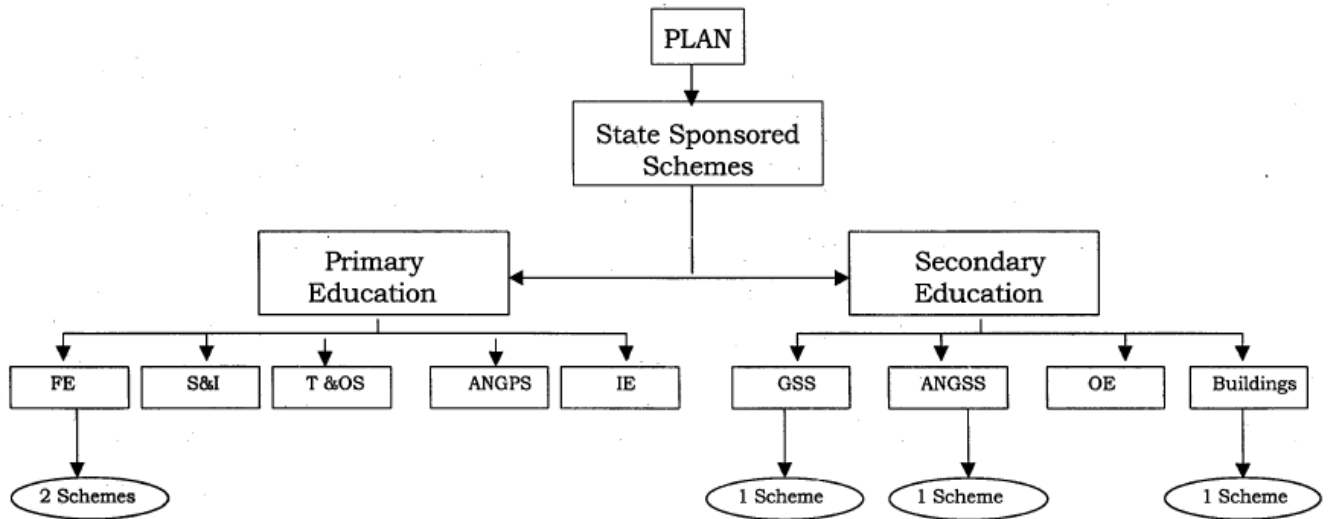 PLAN
State Sponsored
Schemes
Primary
Education
Secondary
Education
FE
S&I
T &OS
ANGPS
IE
GSS
ANGSS
OE
Buildings
2 Schemes
1 Scheme
1 Scheme
1 Scheme